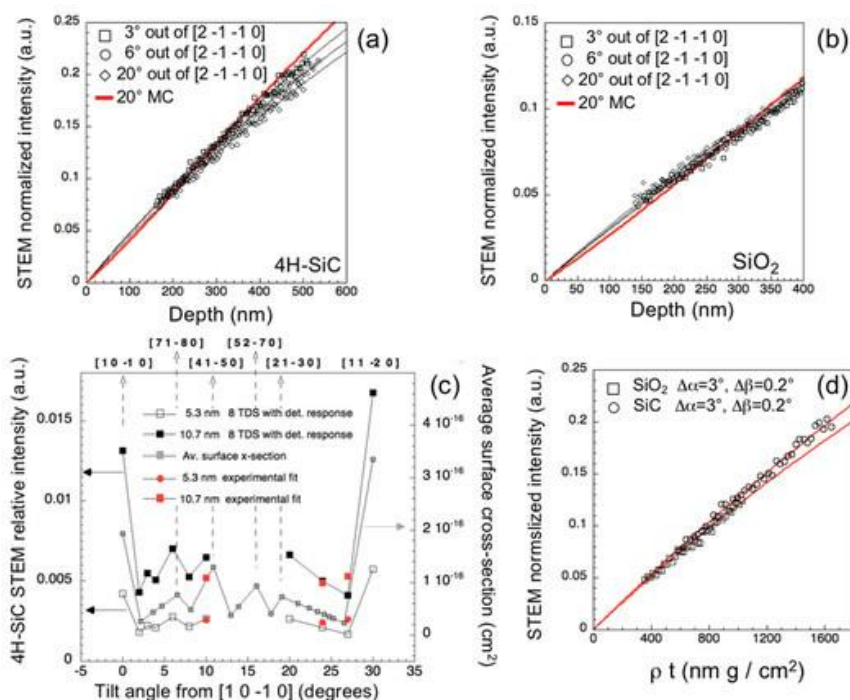 0.25
0.2
0.15
0.1
0.05
0
STEM normalized intensity (a.u.)
3° out of [2 -1 -1 0]
6° out of [2 -1 -1 0]
20° out of [2 -1 -1 0]
20° MC
(a)
4H-SiC
0 100 200 300 400 500 600
Depth (nm)
0.15
0.1
0.05
0
STEM normalized intensity (a.u.)
3° out of [2 -1 -1 0]
6° out of [2 -1 -1 0]
20° out of [2 -1 -1 0]
20° MC
(b)
SiO2
0 50 100 150 200 250 300 350 400
Depth (nm)
[71-80] [52-70]
[10-10] [41-50] [21-30] [11-20]
(c)
0.015
0.01
0.005
0
4H-SiC STEM relative intensity
5.3 nm 8 TDS with det. response
10.7 nm 8 TDS with det. response
Av. surface x-section
5.3 nm experimental fit
10.7 nm experimental fit
4 10-16
3 10-16
2 10-16
1 10-16
0
Average surface cross-section (cm2)
-5 0 5 10 15 20 25 30 35
Tilt angle from [1 0 -1 0] (degrees)
0.25
0.2
0.15
0.1
0.05
0
STEM normslized intensity (a.u.)
SiO2 Δα=3°, Δβ=0.2°
SiC Δα=3°, Δβ=0.2°
(d)
0 400 800 1200 1600
ρ t (nm g / cm2)